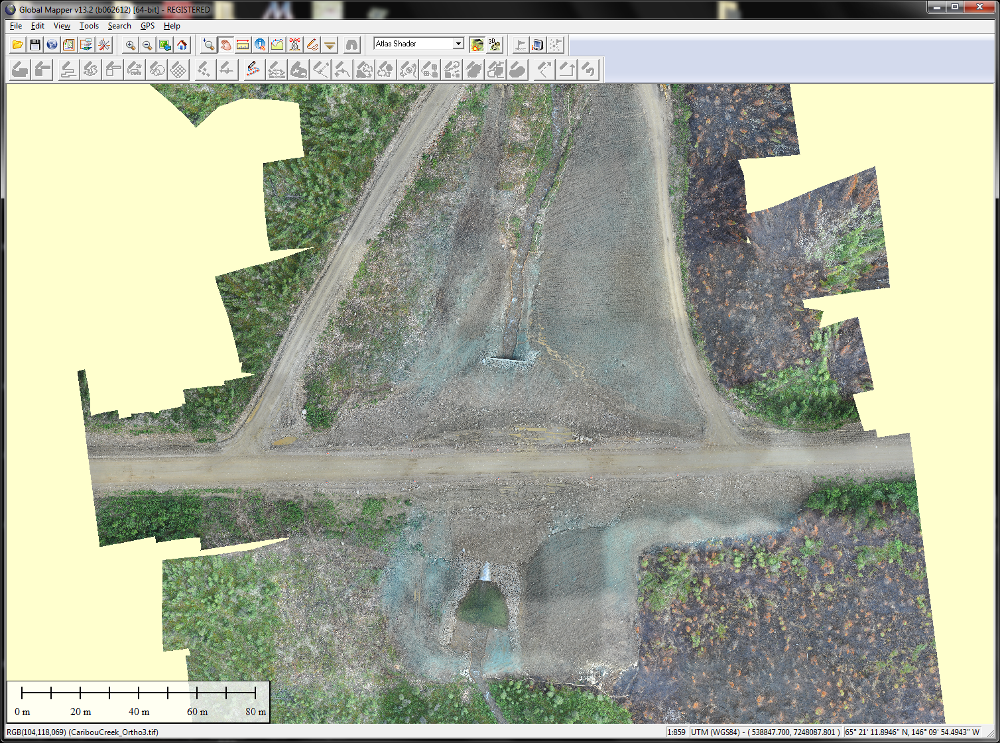 Global Mapper v13.2 (b062612) [64-bit] - REGISTERED
File Edit View Tools Search GPS Help
Atlas Shader
3D
0 m 20 m 40 m 60 m 80 m
RGB(104,118,069) (CaribouCreek_Ortho3.tif) 1:859 UTM (WGS84) - ( 538847.700, 7248087.801 ) 65° 21' 11.8946" N, 146° 09' 54.4943" W